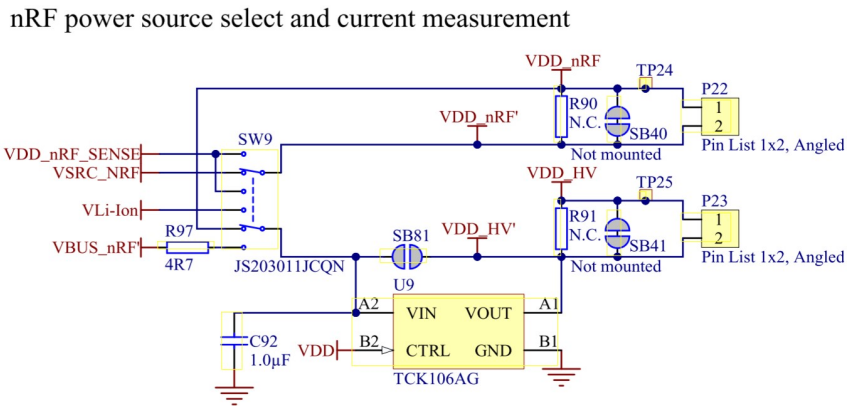 nRF power source select and current measurement
VDD_nRF
TP24
P22
R90
N.C.
SB40
1
2
Not mounted
Pin List 1x2, Angled
VDD_nRF'
SW9
VDD_nRF_SENSE
VSRC_NRF
VLi-Ion
R97
VBUS_nRF'
4R7
JS203011JCQN
VDD_HV
TP25
P23
R91
N.C.
SB41
1
2
Not mounted
Pin List 1x2, Angled
SB81
VDD_HV'
U9
A2
VIN
VOUT
A1
C92
1.0µF
VDD
B2
CTRL
GND
B1
TCK106AG